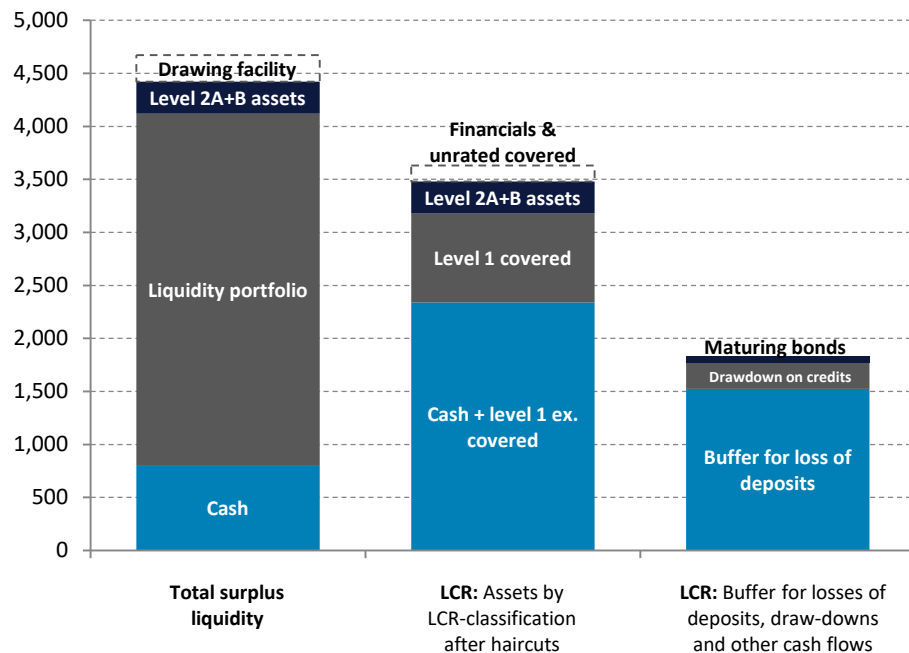 5,000
4,500
4,000
3,500
3,000
2,500
2,000
1,500
1,000
500
0
Drawing facility
Level 2A+B assets
Liquidity portfolio
Cash
Financials &
unrated covered
Level 2A+B assets
Level 1 covered
Cash + level 1 ex.
covered
Maturing bonds
Drawdown on credits
Buffer for loss of
deposits
Total surplus
liquidity
LCR: Assets by
LCR-classification
after haircuts
LCR: Buffer for losses of
deposits, draw-downs
and other cash flows